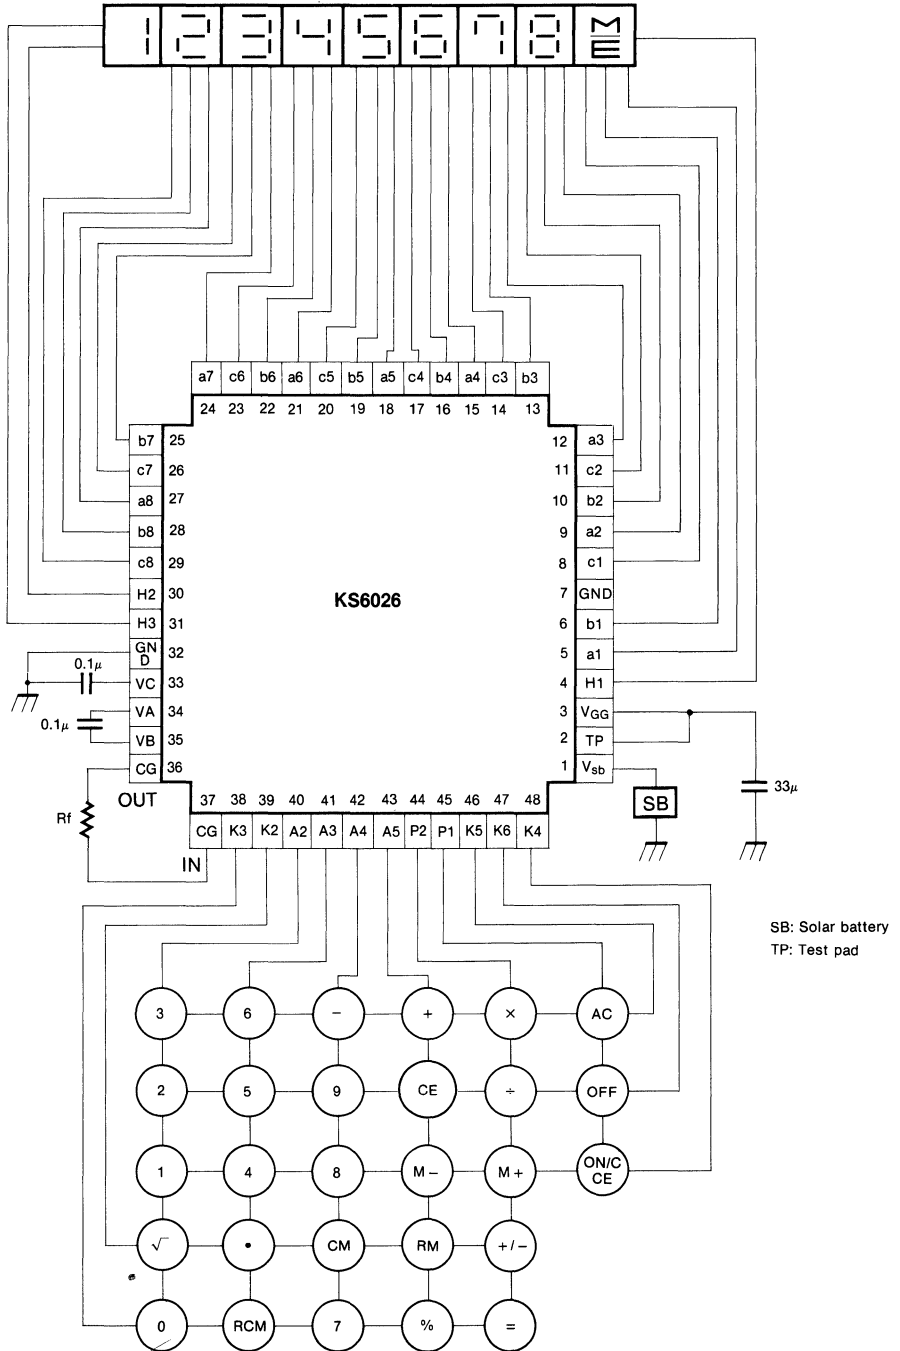 1 2 3 4 5 6 7 8 M E
a7 c6 b6 a6 c5 b5 a5 c4 b4 a4 c3 b3
24 23 22 21 20 19 18 17 16 15 14 13
b7 25 12 a3
c7 26 11 c2
a8 27 10 b2
b8 28 9 a2
c8 29 8 c1
H2 30 KS6026 7 GND
H3 31 6 b1
GN
D 32 5 a1
0.1μ VC 33 4 H1
0.1μ VA 34 3 VGG
VB 35 2 TP
CG 36 1 Vsb
OUT SB 33μ
Rf
37 38 39 40 41 42 43 44 45 46 47 48
CG K3 K2 A2 A3 A4 A5 P2 P1 K5 K6 K4
IN
SB: Solar battery
TP: Test pad
3 6 − + × AC
2 5 9 CE ÷ OFF
1 4 8 M− M+ ON/C
CE
√ • CM RM +/−
0 RCM 7 % =